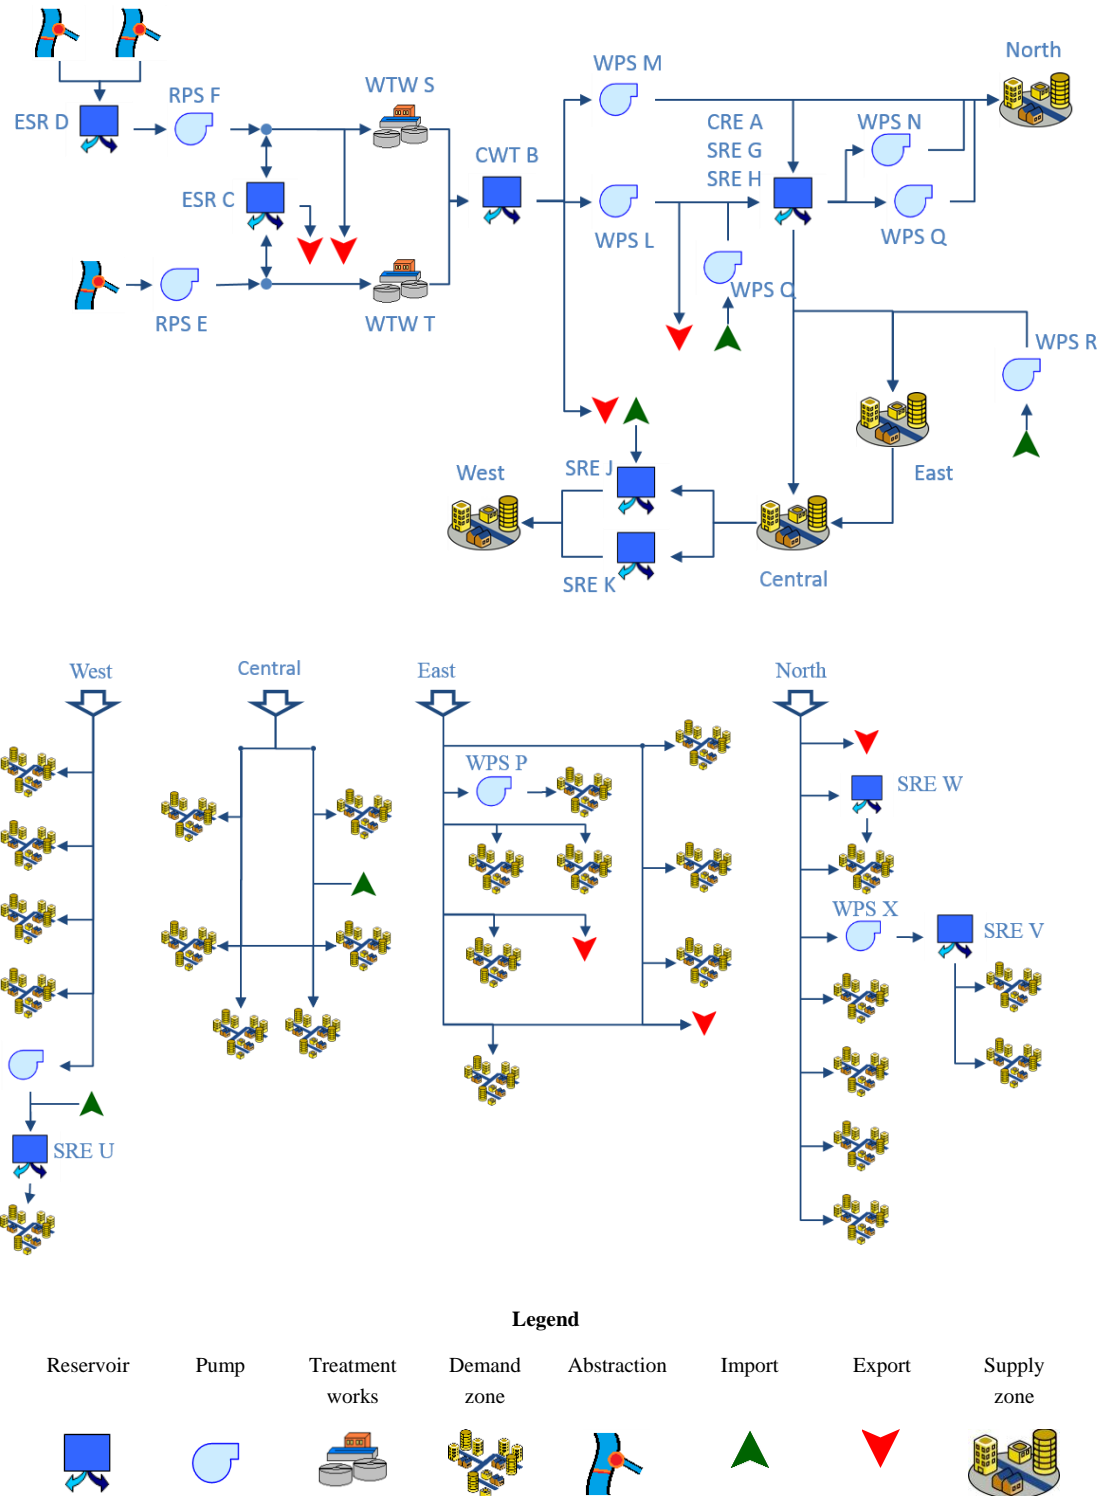 North
WPS M
WTW S
RPS F
ESR D
CRE A
WPS N
SRE G
CWT B
SRE H
ESR C
WPS L
WPS Q
WPS Q
RPS E
WTW T
WPS R
West
SRE J
East
SRE K
Central
West
Central
East
North
WPS P
SRE W
WPS X
SRE V
SRE U
Legend
Reservoir
Pump
Treatment
works
Demand
zone
Abstraction
Import
Export
Supply
zone